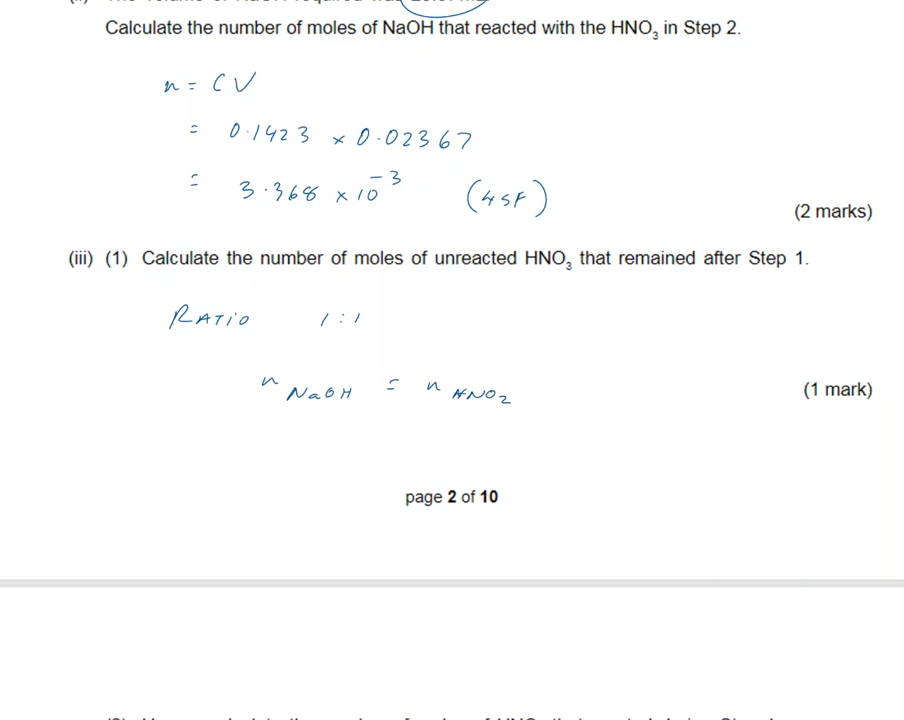 Calculate the number of moles of NaOH that reacted with the HNO₃ in Step 2.
n = CV
= 0.1423 × 0.02367
= 3.368 × 10⁻³ (4SF)
(2 marks)
(iii) (1) Calculate the number of moles of unreacted HNO₃ that remained after Step 1.
RATIO 1:1
n NaOH = n HNO₂
(1 mark)
page 2 of 10